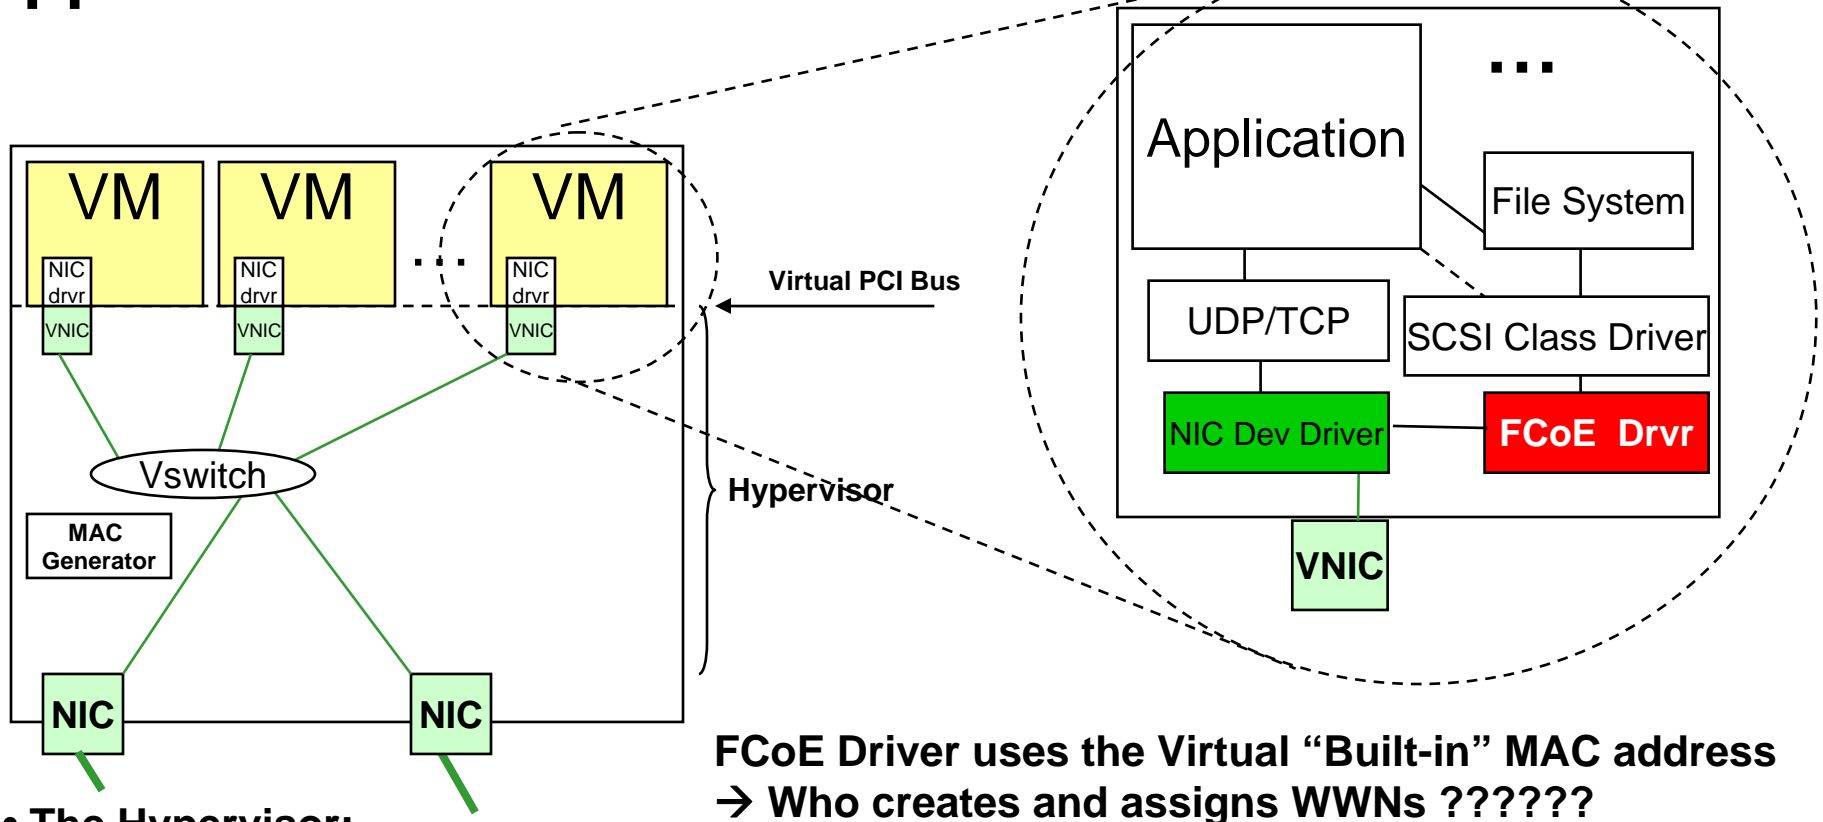 VM
VM
VM
...
NIC
drvr
NIC
drvr
NIC
drvr
VNIC
VNIC
VNIC
Virtual PCI Bus
Vswitch
MAC
Generator
Hypervisor
NIC
NIC
...
Application
File System
UDP/TCP
SCSI Class Driver
NIC Dev Driver
FCoE Drvr
VNIC
FCoE Driver uses the Virtual “Built-in” MAC address
→ Who creates and assigns WWNs ??????
• The Hypervisor: